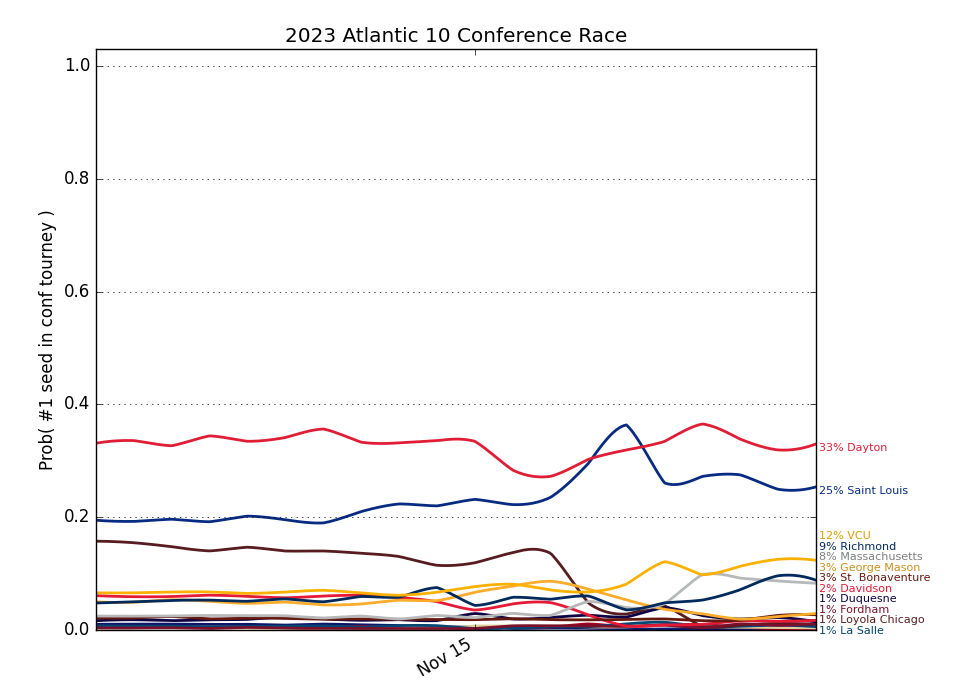 2023 Atlantic 10 Conference Race
Prob( #1 seed in conf tourney )
1.0
0.8
0.6
0.4
0.2
0.0
Nov 15
33% Dayton
25% Saint Louis
12% VCU
9% Richmond
8% Massachusetts
3% George Mason
3% St. Bonaventure
2% Davidson
1% Duquesne
1% Fordham
1% Loyola Chicago
1% La Salle